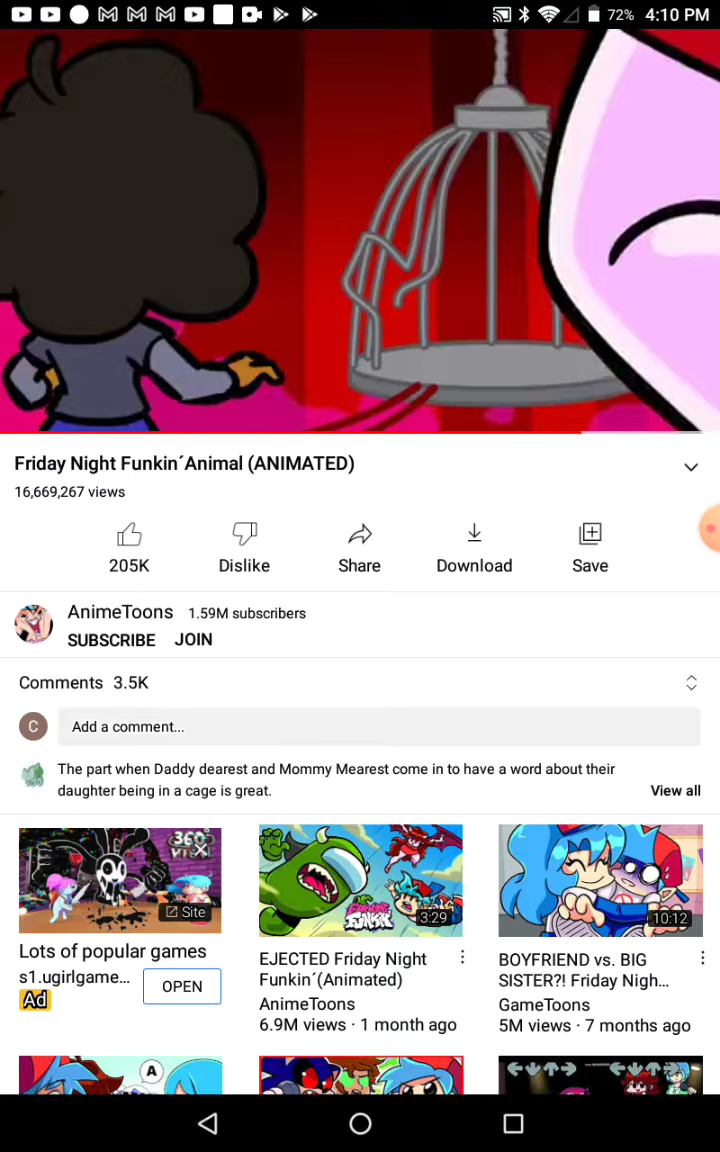 72% 4:10 PM
Friday Night Funkin´Animal (ANIMATED)
16,669,267 views
205K Dislike Share Download Save
AnimeToons 1.59M subscribers
SUBSCRIBE JOIN
Comments 3.5K
C Add a comment...
The part when Daddy dearest and Mommy Mearest come in to have a word about their
daughter being in a cage is great.
View all
360°
Site
Lots of popular games
s1.ugirlgame...
Ad
OPEN
FRIDAY NIGHT
FUNKIN
3:29
EJECTED Friday Night
Funkin´(Animated)
AnimeToons
6.9M views · 1 month ago
10:12
BOYFRIEND vs. BIG
SISTER?! Friday Nigh...
GameToons
5M views · 7 months ago
A